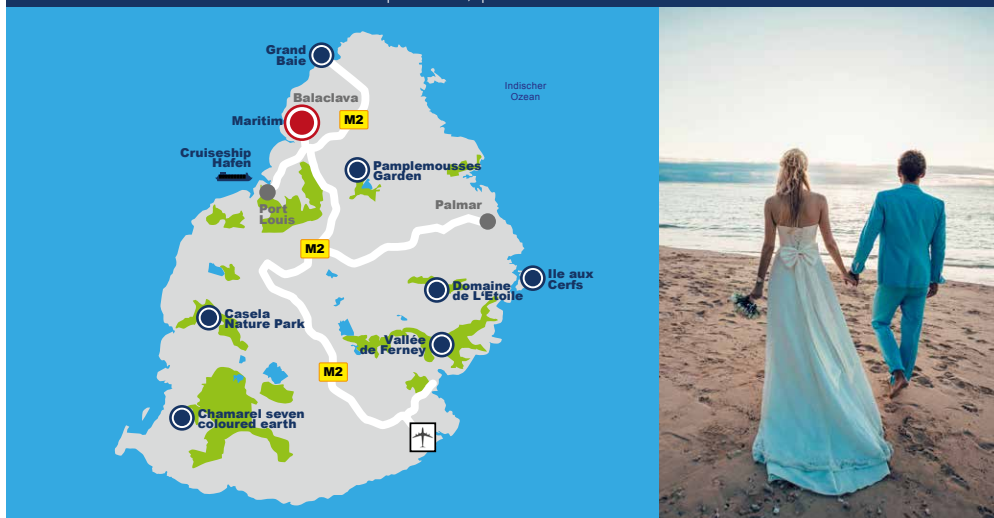 Grand
Baie
Indischer
Ozean
Balaclava
M2
Maritim
Cruiseship
Hafen
Pamplemousses
Garden
Port
Louis
Palmar
M2
Ile aux
Cerfs
Domaine
de L'Etoile
Casela
Nature Park
Vallée
de Ferney
M2
Chamarel seven
coloured earth